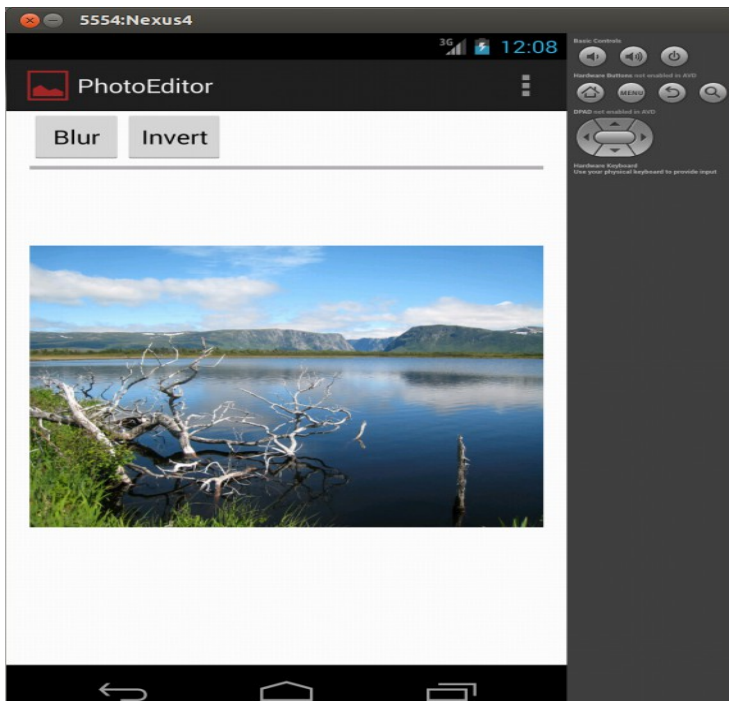 5554:Nexus4
3G 12:08
PhotoEditor
Blur Invert
Basic Controls
Hardware Buttons not enabled in AVD
MENU
DPAD not enabled in AVD
Hardware Keyboard
Use your physical keyboard to provide input